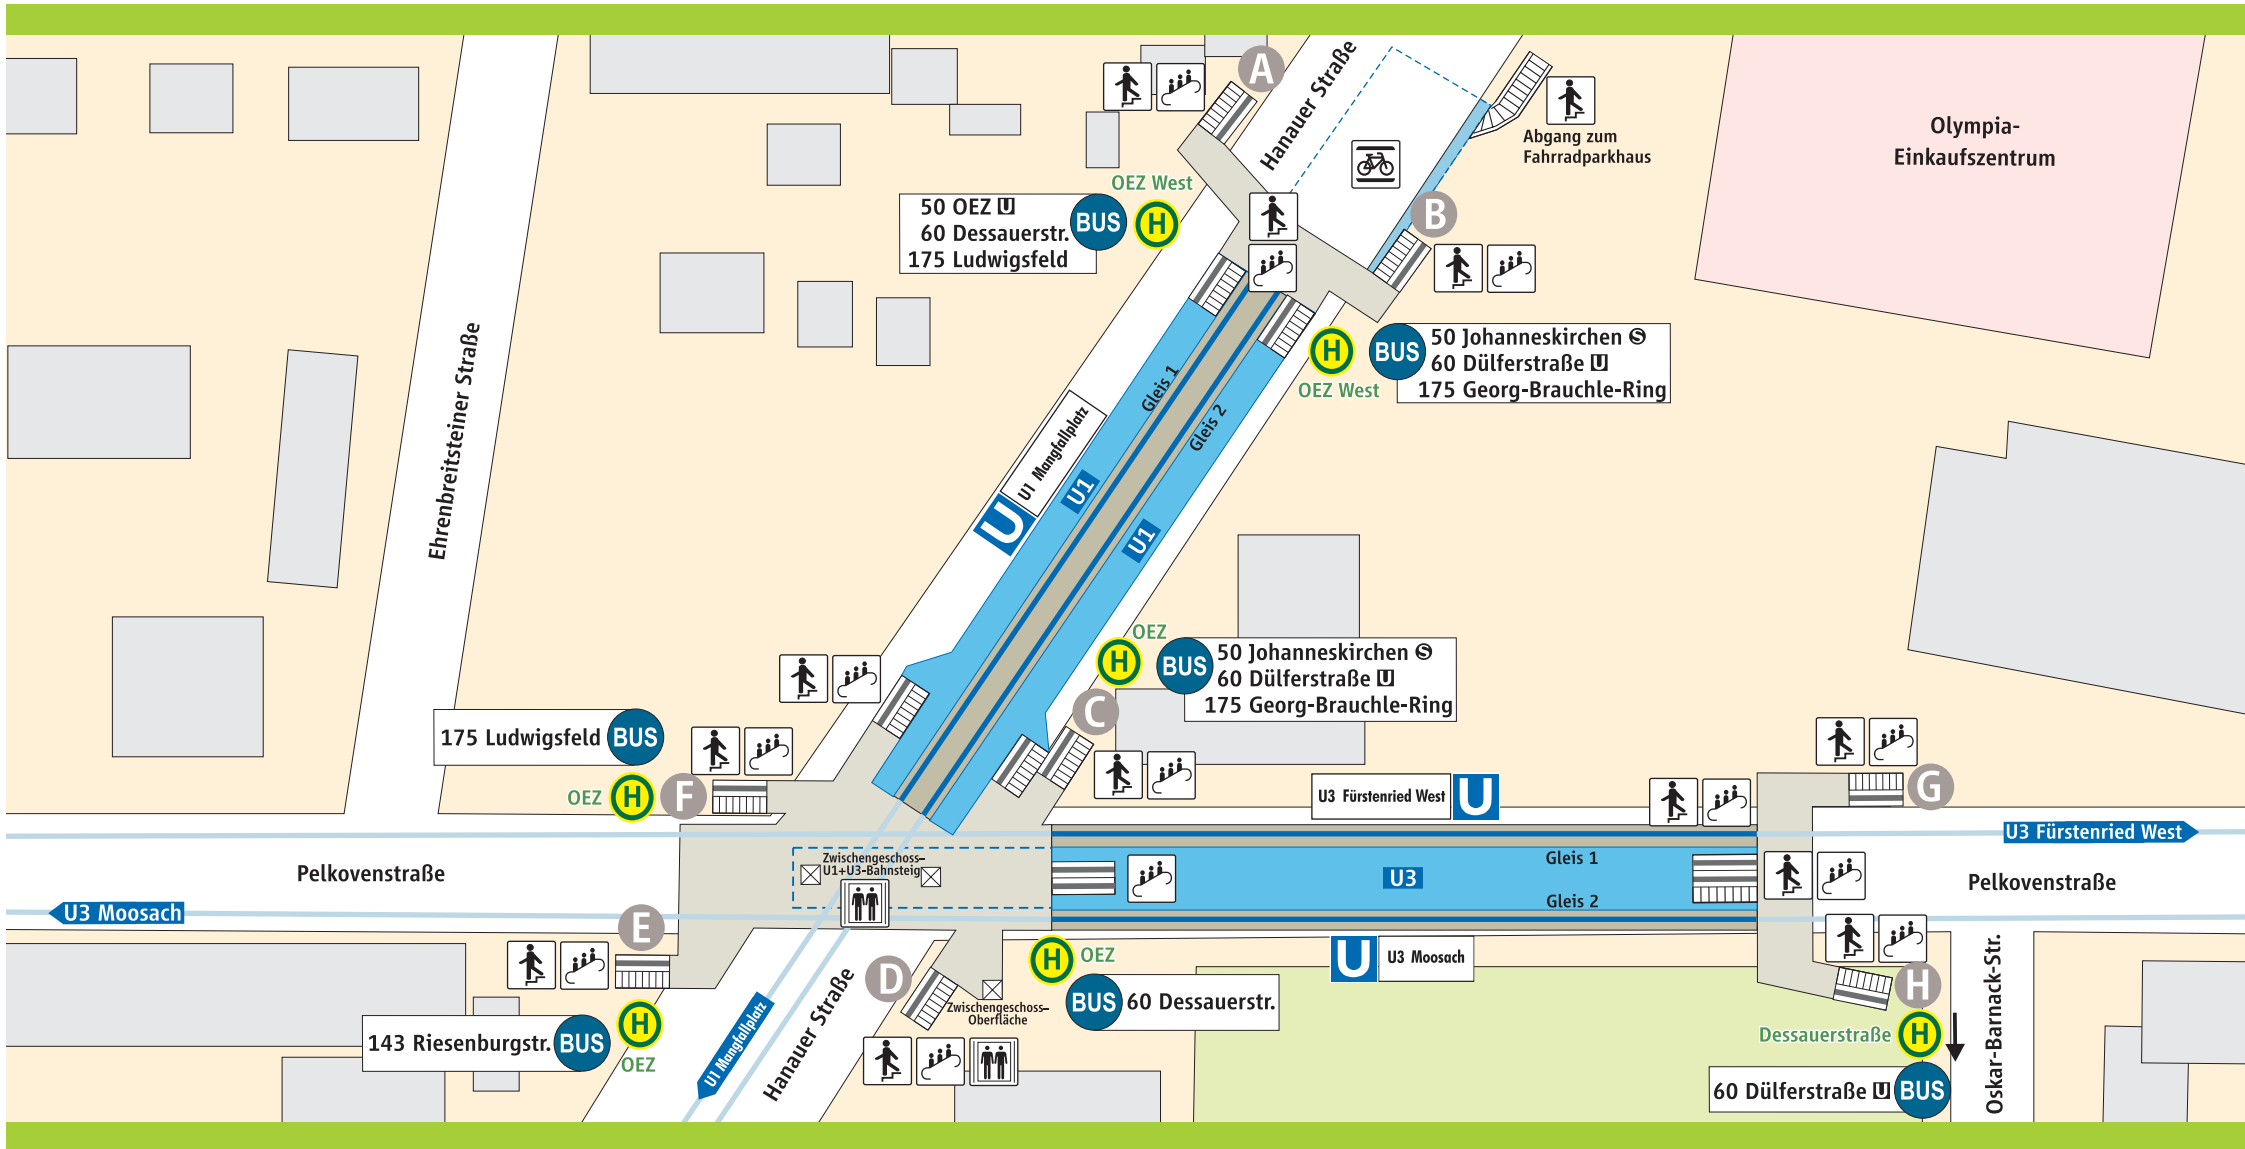 A
Hanauer Straße
Abgang zum
Fahrradparkhaus
Olympia-
Einkaufszentrum
OEZ West
50 OEZ U
60 Dessauerstr.
175 Ludwigsfeld
BUS
H
B
H
OEZ West
BUS
50 Johanneskirchen S
60 Dülferstraße U
175 Georg-Brauchle-Ring
Ehrenbreitsteiner Straße
Gleis 1
Gleis 2
U1 Mangfallplatz
U
U1
U1
OEZ
H
BUS
50 Johanneskirchen S
60 Dülferstraße U
175 Georg-Brauchle-Ring
C
175 Ludwigsfeld
BUS
OEZ
H
F
U3 Fürstenried West
U
G
U3 Fürstenried West
Pelkovenstraße
Zwischengeschoss-
U1+U3-Bahnsteig
Gleis 1
U3
Gleis 2
Pelkovenstraße
U3 Moosach
E
D
H
OEZ
U
U3 Moosach
H
BUS
60 Dessauerstr.
Zwischengeschoss-
Oberfläche
143 Riesenburgstr.
BUS
H
OEZ
U1 Mangfallplatz
Hanauer Straße
Dessauerstraße
H
60 Dülferstraße U
BUS
Oskar-Barnack-Str.